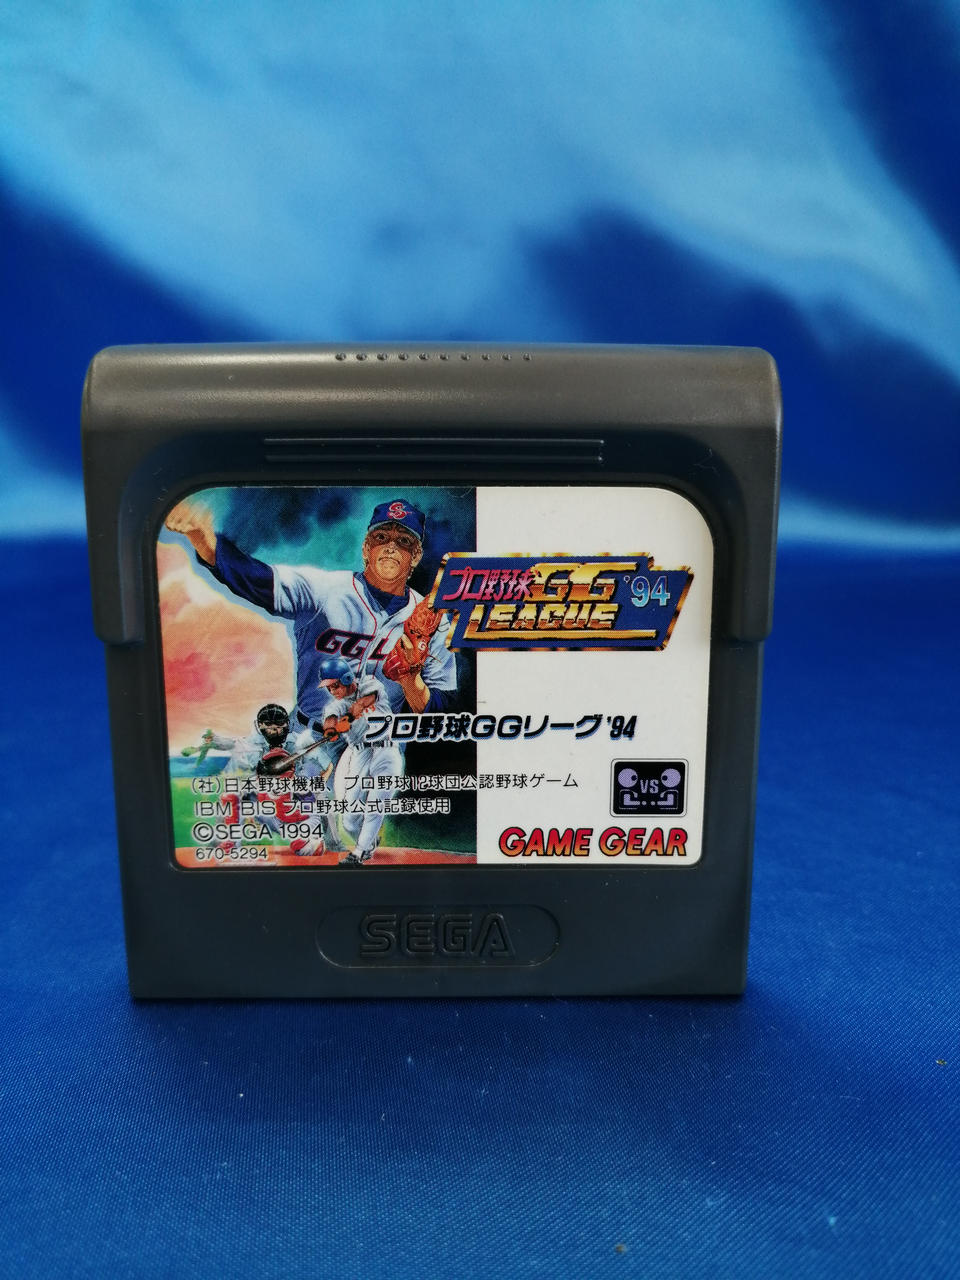 S
GGL
プロ野球GG '94
LEAGUE
プロ野球GGリーグ'94
(社)日本野球機構、プロ野球12球団公認野球ゲーム
IBM BIS プロ野球公式記録使用
©SEGA 1994
670-5294
VS
GAME GEAR
SEGA